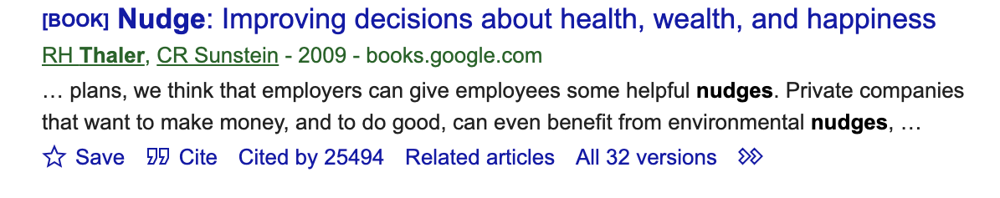 [BOOK] Nudge: Improving decisions about health, wealth, and happiness
RH Thaler, CR Sunstein - 2009 - books.google.com
… plans, we think that employers can give employees some helpful nudges. Private companies
that want to make money, and to do good, can even benefit from environmental nudges, …
Save Cite Cited by 25494 Related articles All 32 versions